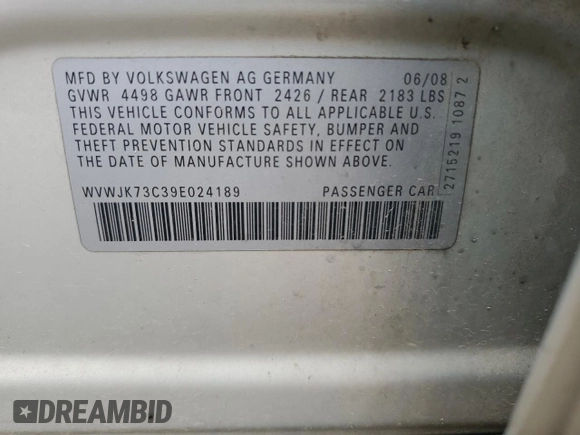 MFD BY VOLKSWAGEN AG GERMANY 06/08
GVWR 4498 GAWR FRONT 2426 / REAR 2183 LBS
THIS VEHICLE CONFORMS TO ALL APPLICABLE U.S.
FEDERAL MOTOR VEHICLE SAFETY, BUMPER AND
THEFT PREVENTION STANDARDS IN EFFECT ON
THE DATE OF MANUFACTURE SHOWN ABOVE.
WVWJK73C39E024189 PASSENGER CAR
2715219 1087 2
DREAMBID